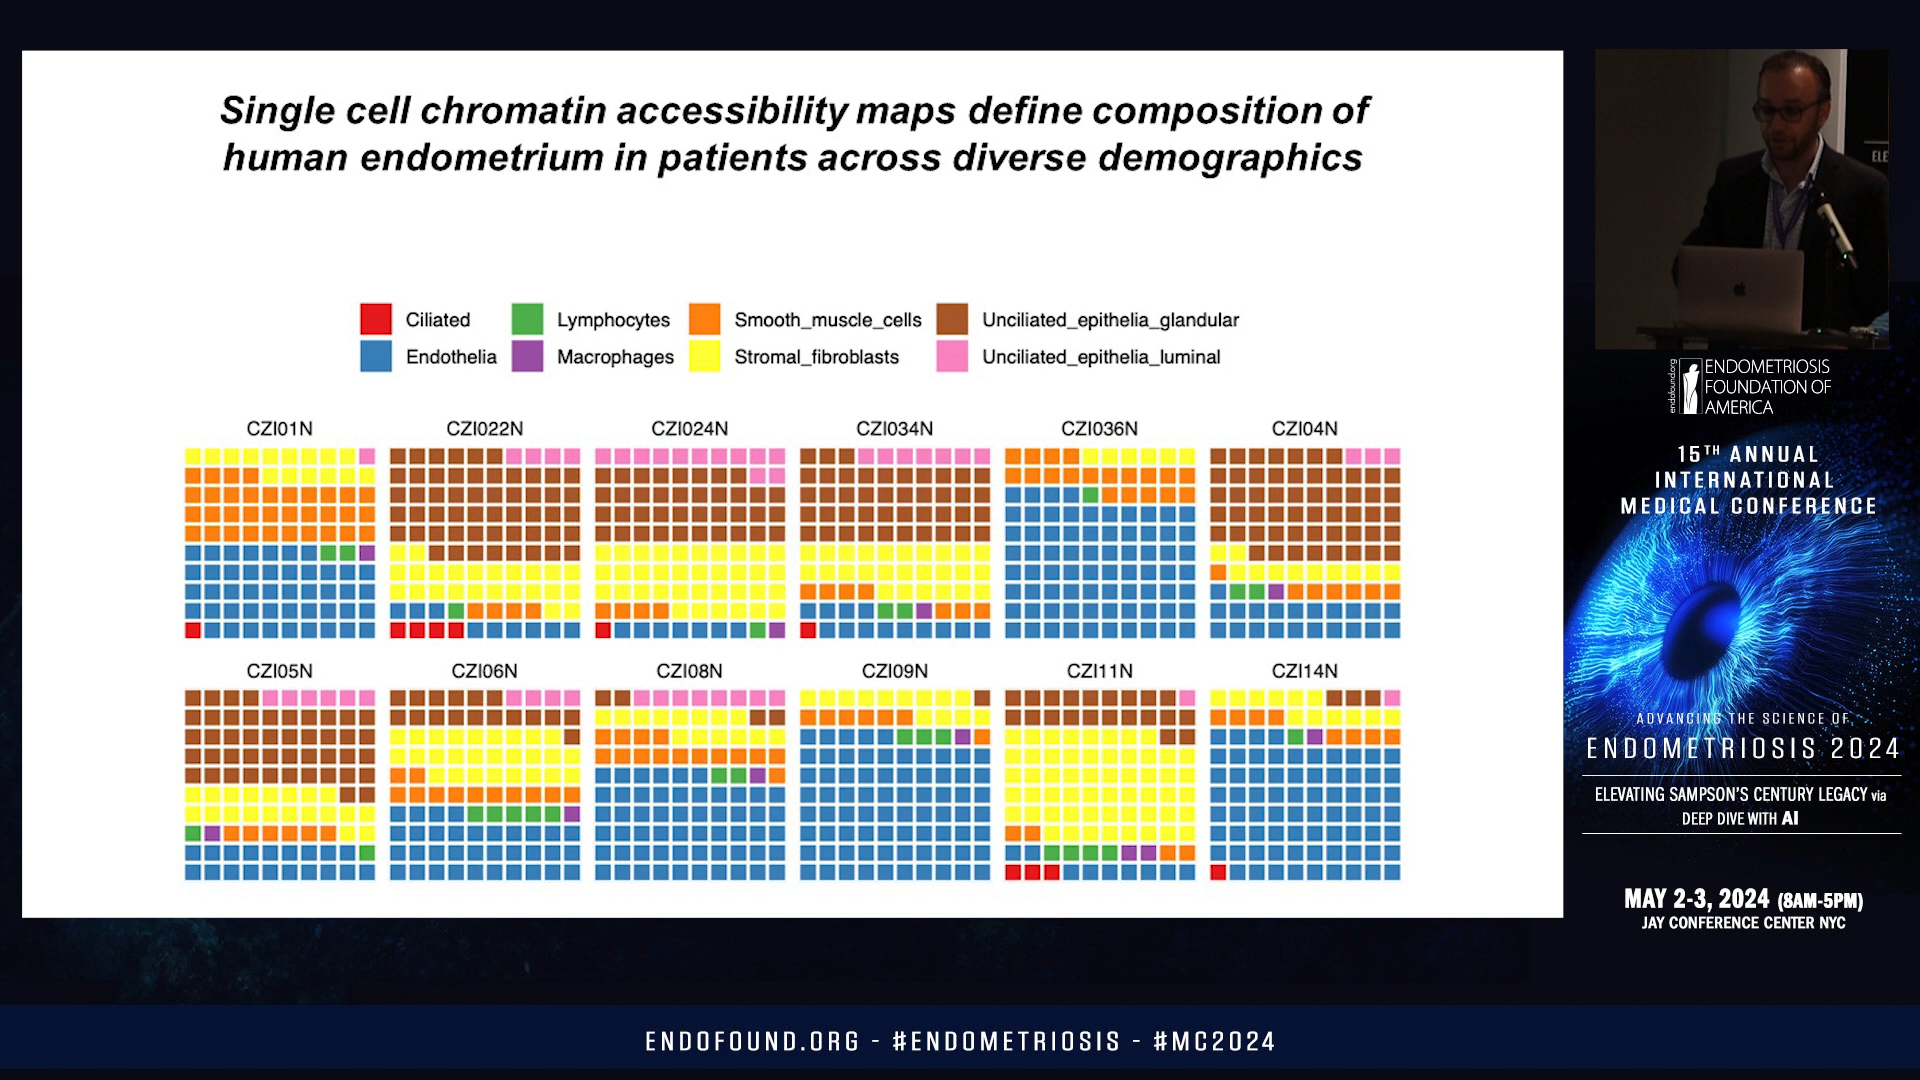 Single cell chromatin accessibility maps define composition of
human endometrium in patients across diverse demographics
Ciliated
Lymphocytes
Smooth_muscle_cells
Unciliated_epithelia_glandular
Endothelia
Macrophages
Stromal_fibroblasts
Unciliated_epithelia_luminal
CZI01N
CZI022N
CZI024N
CZI034N
CZI036N
CZI04N
CZI05N
CZI06N
CZI08N
CZI09N
CZI11N
CZI14N
ELE
endofound.org
ENDOMETRIOSIS
FOUNDATION OF
AMERICA
15TH ANNUAL
INTERNATIONAL
MEDICAL CONFERENCE
ADVANCING THE SCIENCE OF
ENDOMETRIOSIS 2024
ELEVATING SAMPSON'S CENTURY LEGACY via
DEEP DIVE WITH AI
MAY 2-3, 2024 (8AM-5PM)
JAY CONFERENCE CENTER NYC
ENDOFOUND.ORG - #ENDOMETRIOSIS - #MC2024